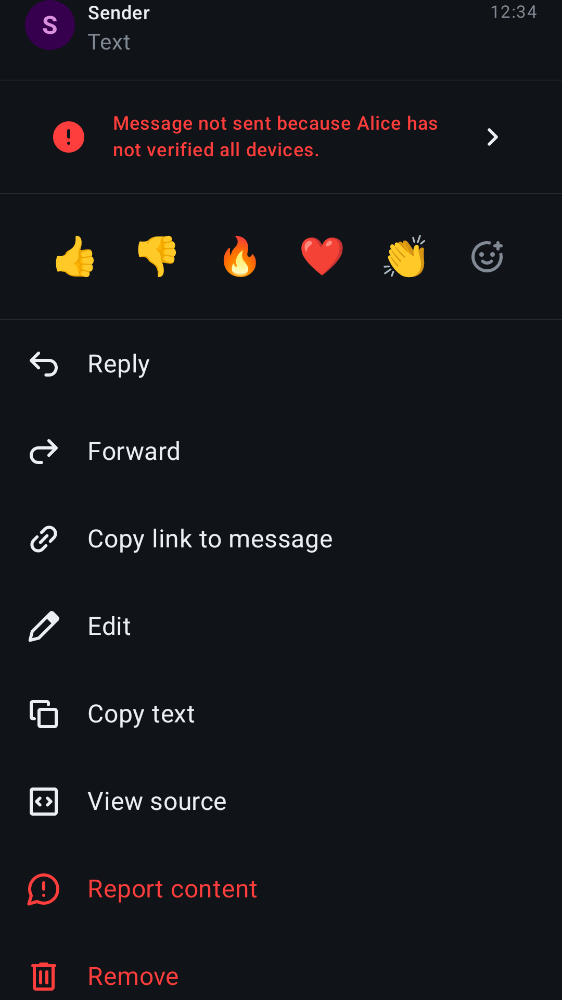 S
Sender
12:34
Text
Message not sent because Alice has
not verified all devices.
Reply
Forward
Copy link to message
Edit
Copy text
View source
Report content
Remove